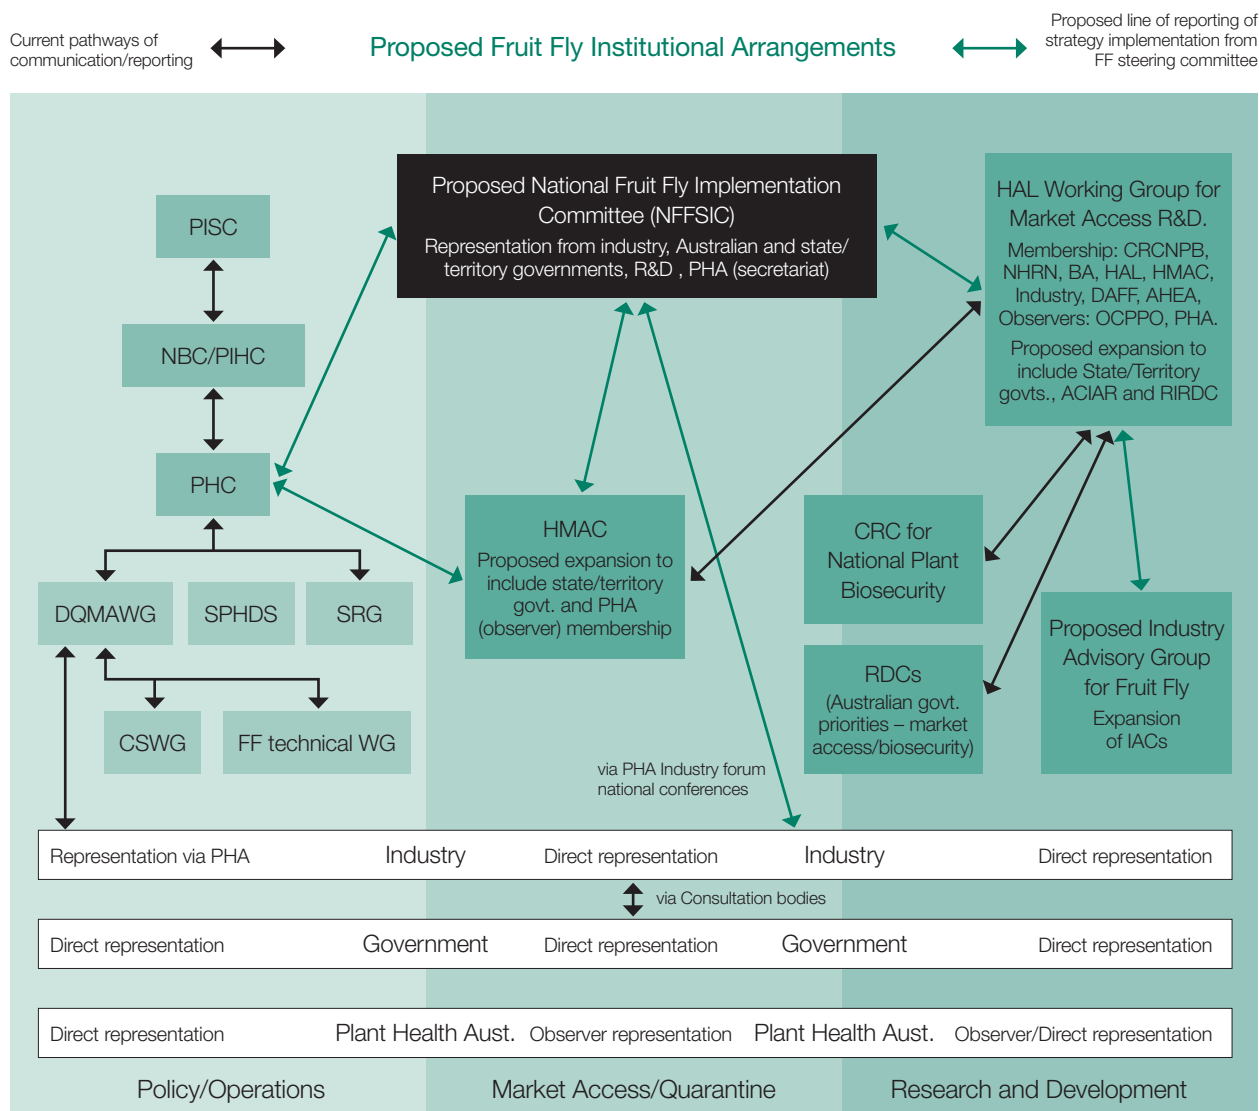 Current pathways of
communication/reporting
Proposed Fruit Fly Institutional Arrangements
Proposed line of reporting of
strategy implementation from
FF steering committee
PISC
NBC/PIHC
PHC
DQMAWG
SPHDS
SRG
CSWG
FF technical WG
Proposed National Fruit Fly Implementation
Committee (NFFSIC)
Representation from industry, Australian and state/
territory governments, R&D , PHA (secretariat)
HMAC
Proposed expansion to
include state/territory
govt. and PHA
(observer) membership
via PHA Industry forum
national conferences
HAL Working Group for
Market Access R&D.
Membership: CRCNPB,
NHRN, BA, HAL, HMAC,
Industry, DAFF, AHEA,
Observers: OCPPO, PHA.
Proposed expansion to
include State/Territory
govts., ACIAR and RIRDC
CRC for
National Plant
Biosecurity
RDCs
(Australian govt.
priorities – market
access/biosecurity)
Proposed Industry
Advisory Group
for Fruit Fly
Expansion
of IACs
Representation via PHA Industry Direct representation Industry Direct representation
via Consultation bodies
Direct representation Government Direct representation Government Direct representation
Direct representation Plant Health Aust. Observer representation Plant Health Aust. Observer/Direct representation
Policy/Operations Market Access/Quarantine Research and Development